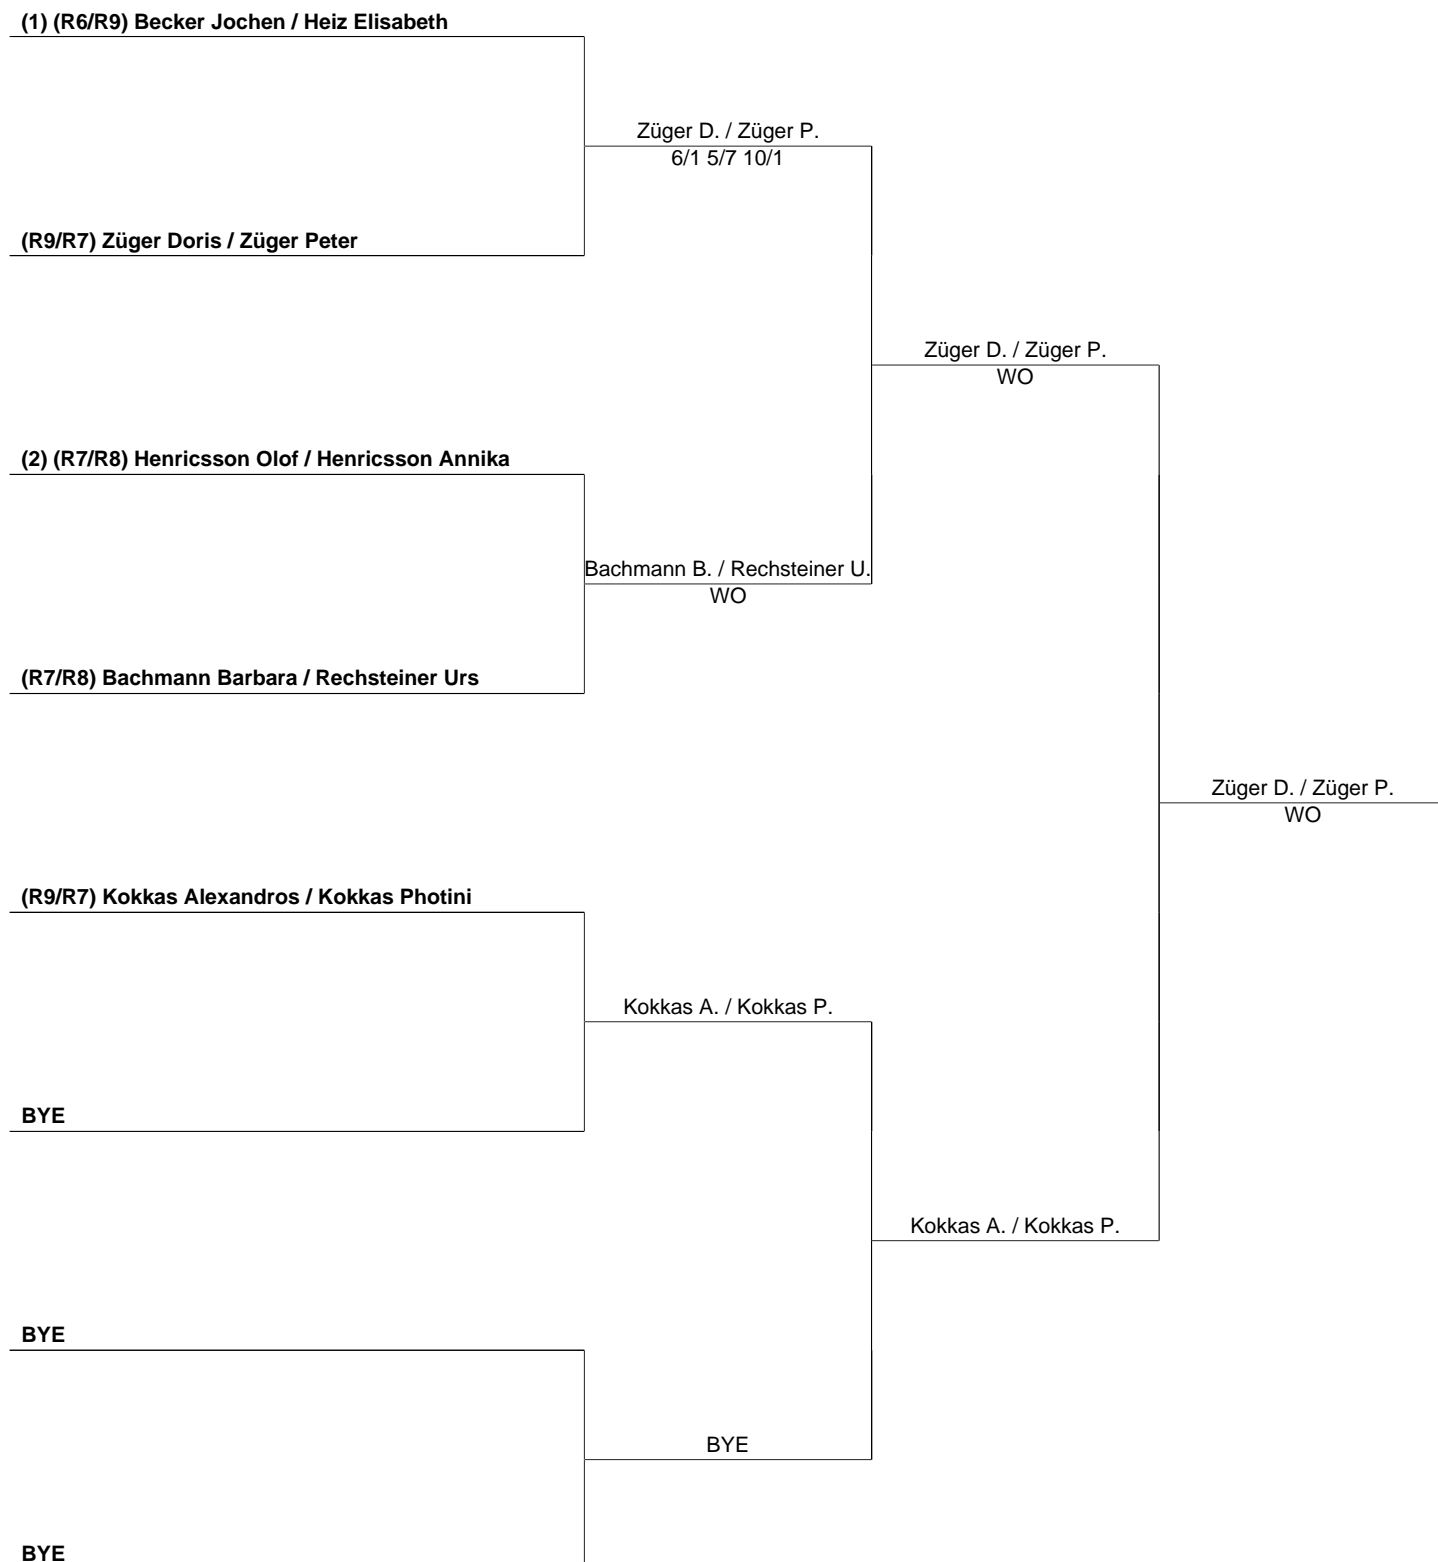 (1) (R6/R9) Becker Jochen / Heiz Elisabeth
Züger D. / Züger P.
6/1 5/7 10/1
(R9/R7) Züger Doris / Züger Peter
Züger D. / Züger P.
WO
(2) (R7/R8) Henricsson Olof / Henricsson Annika
Bachmann B. / Rechsteiner U.
WO
(R7/R8) Bachmann Barbara / Rechsteiner Urs
Züger D. / Züger P.
WO
(R9/R7) Kokkas Alexandros / Kokkas Photini
Kokkas A. / Kokkas P.
BYE
Kokkas A. / Kokkas P.
BYE
BYE
BYE